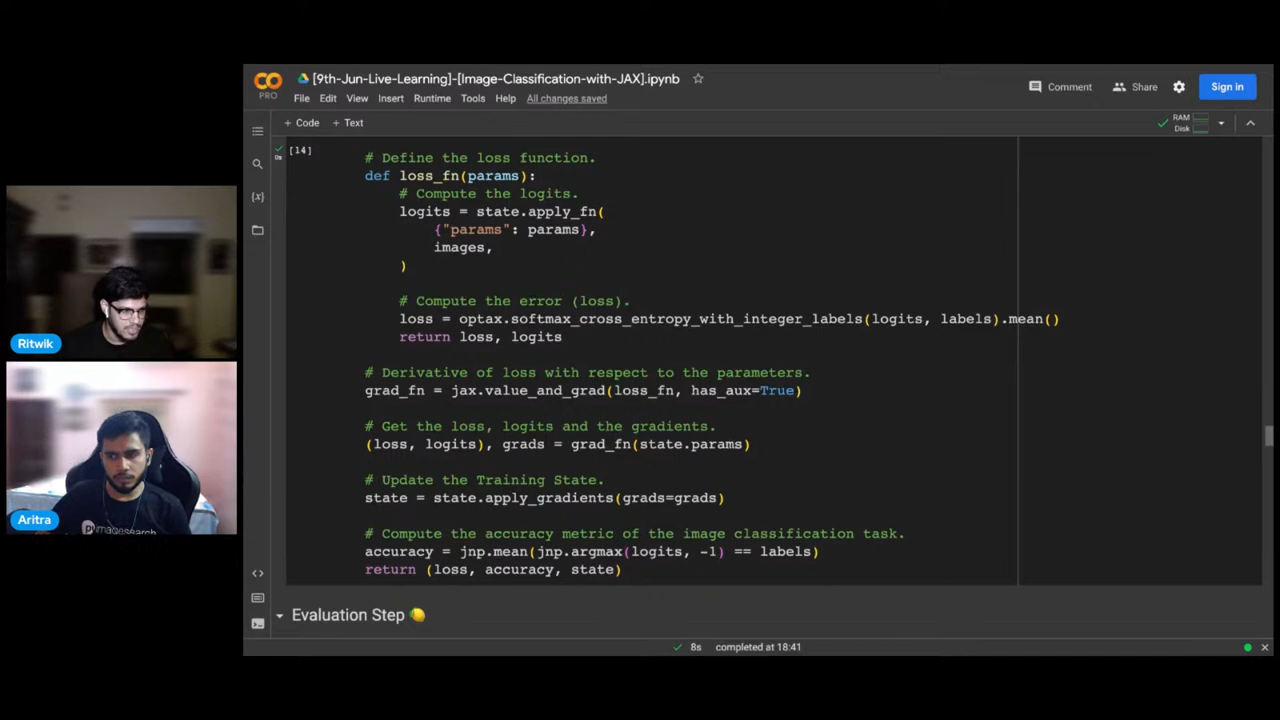 [9th-Jun-Live-Learning]-[Image-Classification-with-JAX].ipynb
PRO
File Edit View Insert Runtime Tools Help All changes saved
Comment Share Sign in
+ Code + Text
RAM
Disk
[14]
0s
# Define the loss function.
def loss_fn(params):
# Compute the logits.
logits = state.apply_fn(
{"params": params},
images,
)
# Compute the error (loss).
loss = optax.softmax_cross_entropy_with_integer_labels(logits, labels).mean()
return loss, logits
# Derivative of loss with respect to the parameters.
grad_fn = jax.value_and_grad(loss_fn, has_aux=True)
# Get the loss, logits and the gradients.
(loss, logits), grads = grad_fn(state.params)
# Update the Training State.
state = state.apply_gradients(grads=grads)
# Compute the accuracy metric of the image classification task.
accuracy = jnp.mean(jnp.argmax(logits, -1) == labels)
return (loss, accuracy, state)
Evaluation Step 🍋
8s completed at 18:41
Ritwik
pyimagesearch
Aritra